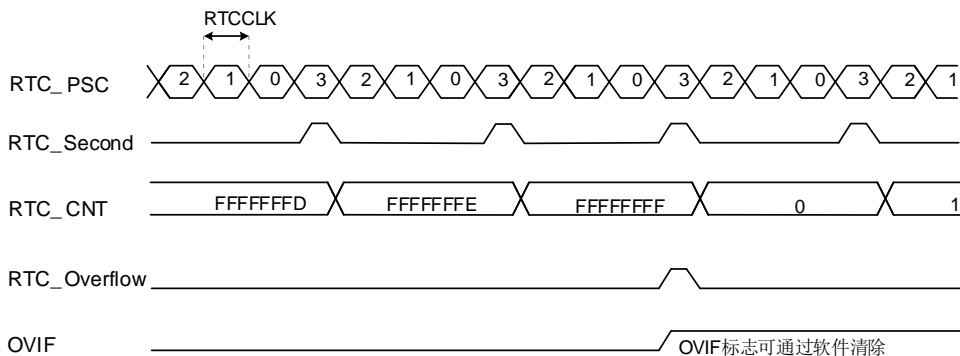 RTCCLK
RTC_PSC 2 1 0 3 2 1 0 3 2 1 0 3 2 1 0 3 2 1
RTC_Second
RTC_CNT FFFFFFFD FFFFFFFE FFFFFFFF 0 1
RTC_Overflow
OVIF OVIF标志可通过软件清除